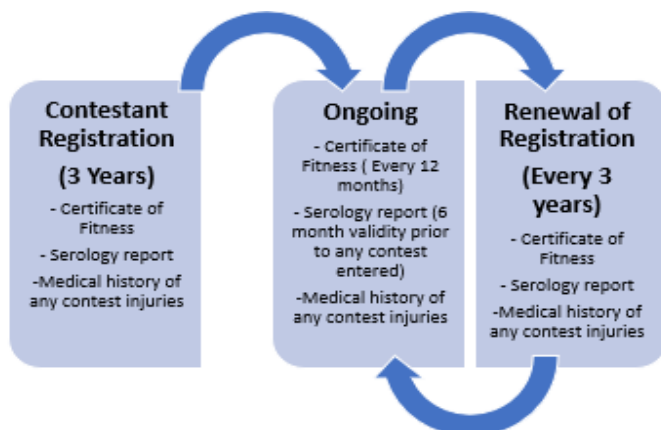 Contestant
Registration
(3 Years)
- Certificate of
Fitness
- Serology report
-Medical history of
any contest injuries
Ongoing
- Certificate of
Fitness ( Every 12
months)
- Serology report (6
month validity prior
to any contest
entered)
-Medical history of
any contest injuries
Renewal of
Registration
(Every 3
years)
- Certificate of
Fitness
- Serology report
-Medical history of
any contest injuries